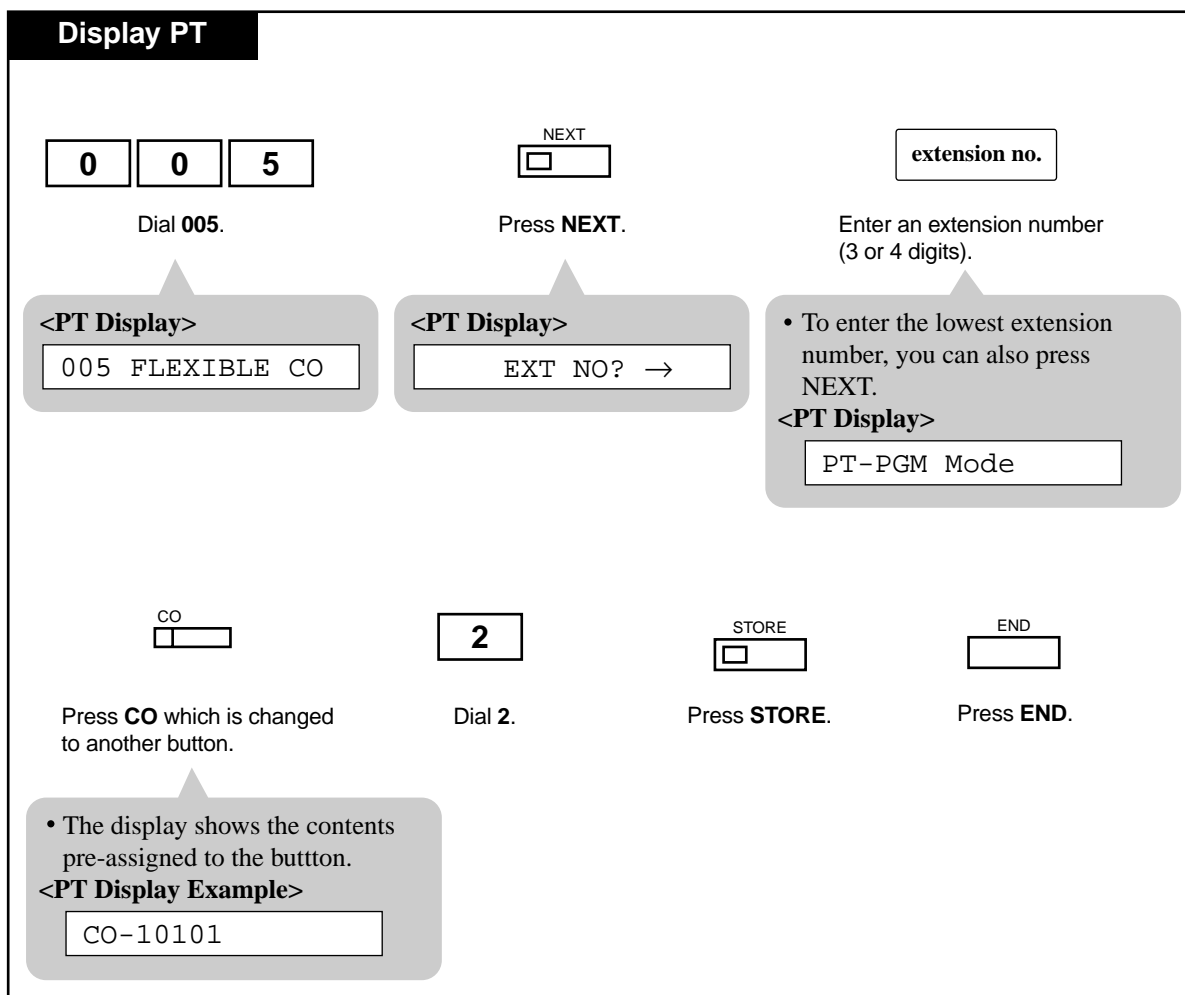 Display PT
0 0 5
Dial 005.
<PT Display>
005 FLEXIBLE CO
NEXT
Press NEXT.
<PT Display>
EXT NO? →
extension no.
Enter an extension number
(3 or 4 digits).
• To enter the lowest extension
number, you can also press
NEXT.
<PT Display>
PT-PGM Mode
CO
Press CO which is changed
to another button.
• The display shows the contents
pre-assigned to the buttton.
<PT Display Example>
CO-10101
2
Dial 2.
STORE
Press STORE.
END
Press END.